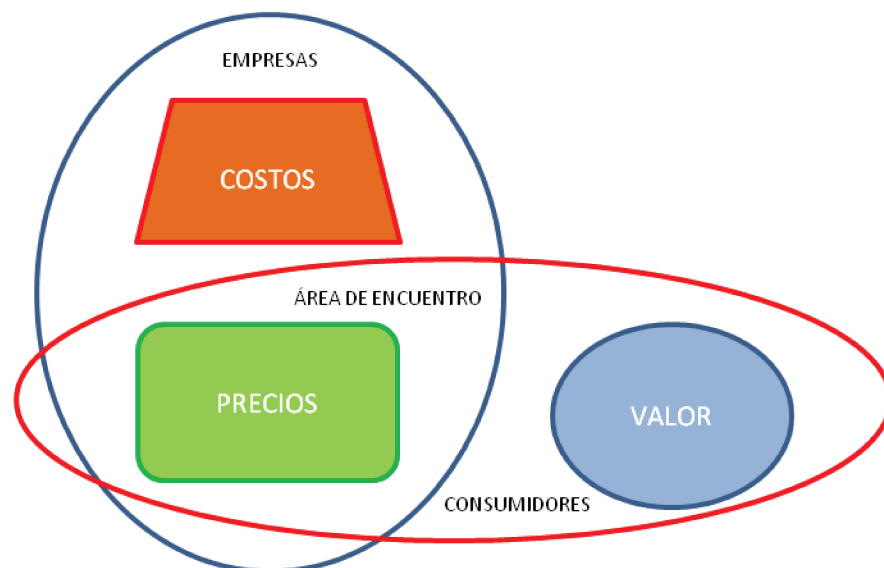 EMPRESAS
COSTOS
ÁREA DE ENCUENTRO
PRECIOS
VALOR
CONSUMIDORES